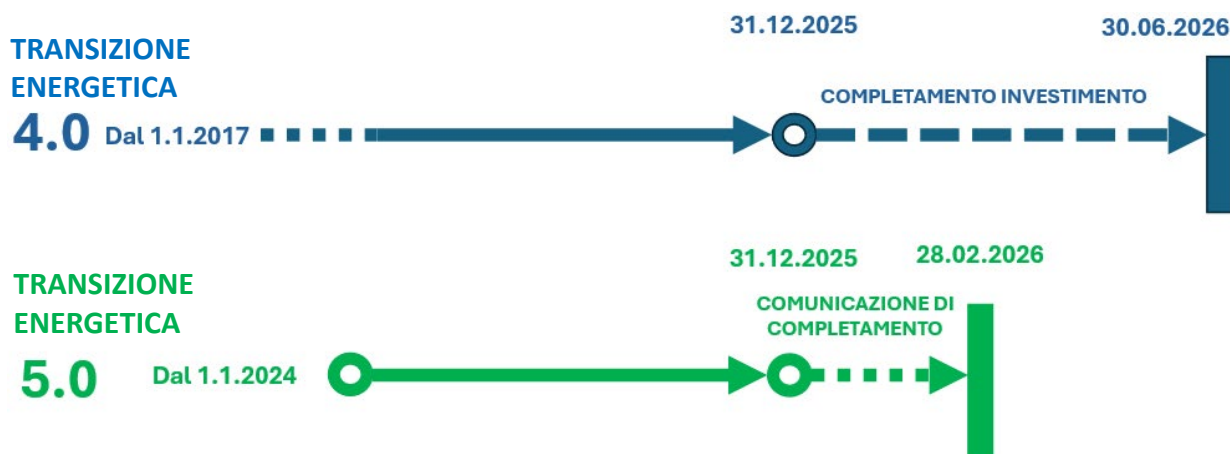 31.12.2025
30.06.2026
TRANSIZIONE
ENERGETICA
COMPLETAMENTO INVESTIMENTO
4.0 Dal 1.1.2017
31.12.2025
28.02.2026
TRANSIZIONE
ENERGETICA
COMUNICAZIONE DI
COMPLETAMENTO
5.0 Dal 1.1.2024